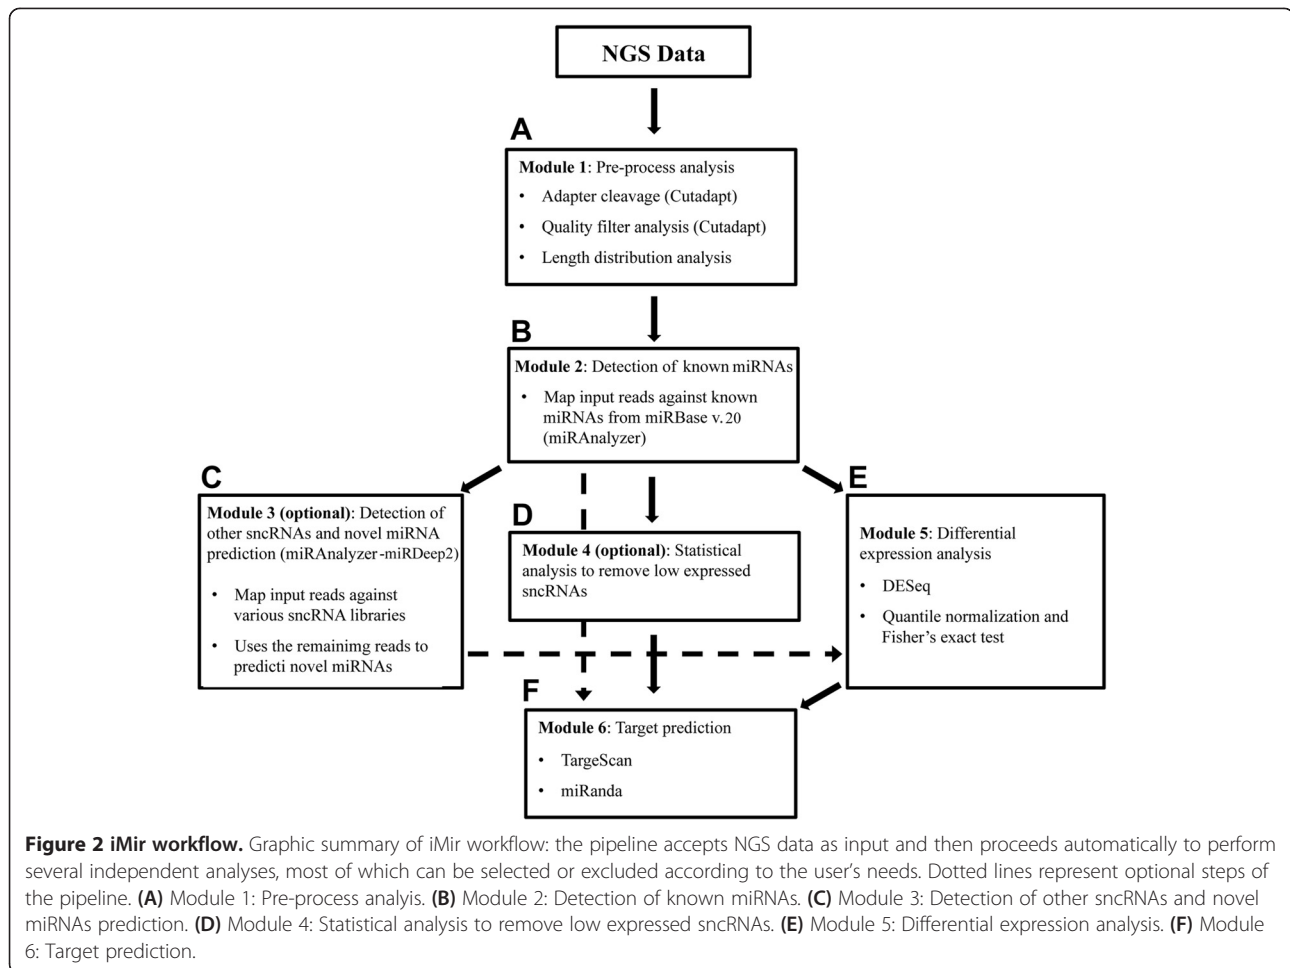 NGS Data
A
Module 1: Pre-process analysis
• Adapter cleavage (Cutadapt)
• Quality filter analysis (Cutadapt)
• Length distribution analysis
B
Module 2: Detection of known miRNAs
• Map input reads against known
miRNAs from miRBase v.20
(miRAnalyzer)
C
Module 3 (optional): Detection of
other sncRNAs and novel miRNA
prediction (miRAnalyzer-miRDeep2)
• Map input reads against
various sncRNA libraries
• Uses the remainimg reads to
predicti novel miRNAs
D
Module 4 (optional): Statistical
analysis to remove low expressed
sncRNAs
E
Module 5: Differential
expression analysis
• DESeq
• Quantile normalization and
Fisher's exact test
F
Module 6: Target prediction
• TargeScan
• miRanda
Figure 2 iMir workflow. Graphic summary of iMir workflow: the pipeline accepts NGS data as input and then proceeds automatically to perform
several independent analyses, most of which can be selected or excluded according to the user's needs. Dotted lines represent optional steps of
the pipeline. (A) Module 1: Pre-process analyis. (B) Module 2: Detection of known miRNAs. (C) Module 3: Detection of other sncRNAs and novel
miRNAs prediction. (D) Module 4: Statistical analysis to remove low expressed sncRNAs. (E) Module 5: Differential expression analysis. (F) Module
6: Target prediction.